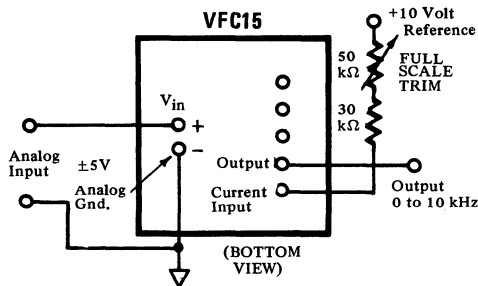 VFC15
+10 Volt
Reference
50
kΩ
FULL
SCALE
TRIM
30
kΩ
Vin
+
−
Analog
Input
±5V
Analog
Gnd.
Output
Current
Input
Output
0 to 10 kHz
(BOTTOM
VIEW)